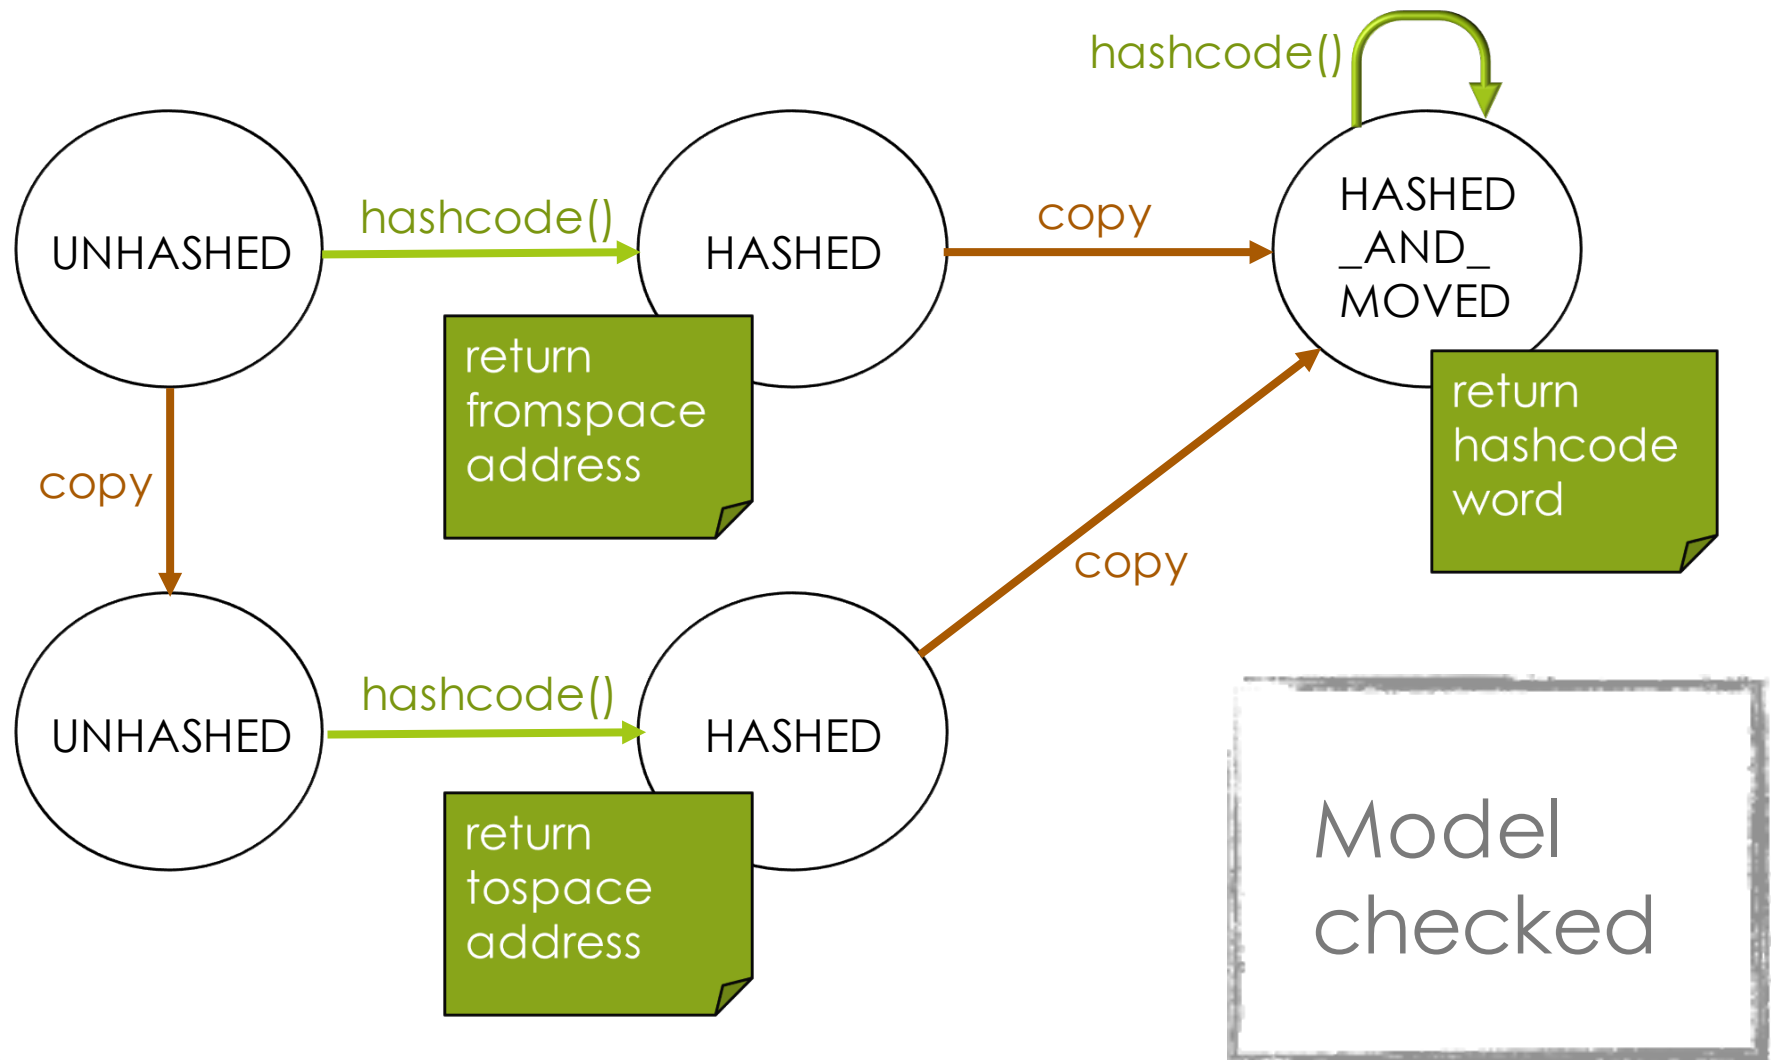 hashcode()
UNHASHED
hashcode()
HASHED
copy
HASHED
_AND_
MOVED
return
fromspace
address
return
hashcode
word
copy
copy
UNHASHED
hashcode()
HASHED
return
tospace
address
Model
checked